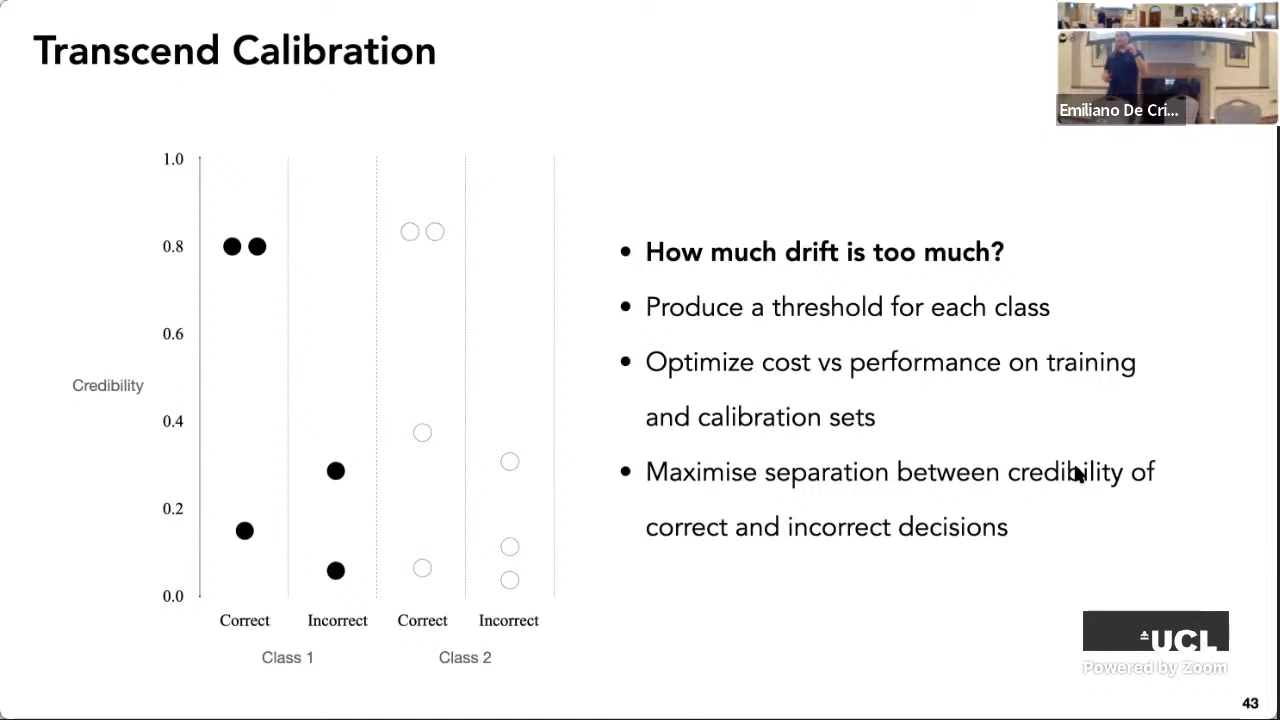 Transcend Calibration
Emiliano De Cri...
1.0
0.8
0.6
Credibility
0.4
0.2
0.0
Correct
Incorrect
Correct
Incorrect
Class 1
Class 2
• How much drift is too much?
• Produce a threshold for each class
• Optimize cost vs performance on training
and calibration sets
• Maximise separation between credibility of
correct and incorrect decisions
UCL
Powered by Zoom
43